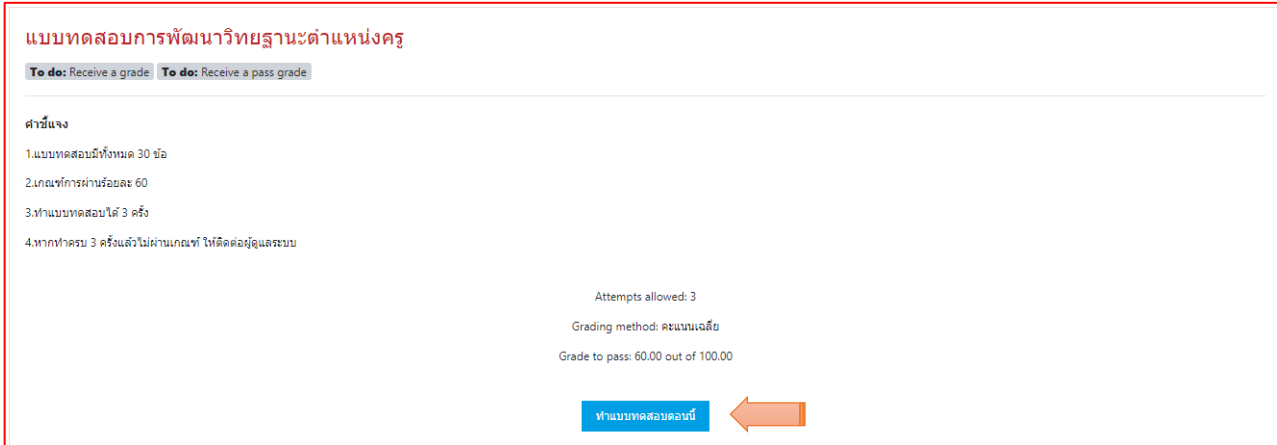 แบบทดสอบการพัฒนาวิทยฐานะตำแหน่งครู
To do: Receive a grade To do: Receive a pass grade
คำชี้แจง
1.แบบทดสอบมีทั้งหมด 30 ข้อ
2.เกณฑ์การผ่านร้อยละ 60
3.ทำแบบทดสอบได้ 3 ครั้ง
4.หากทำครบ 3 ครั้งแล้วไม่ผ่านเกณฑ์ ให้ติดต่อผู้ดูแลระบบ
Attempts allowed: 3
Grading method: คะแนนเฉลี่ย
Grade to pass: 60.00 out of 100.00
ทำแบบทดสอบตอนนี้